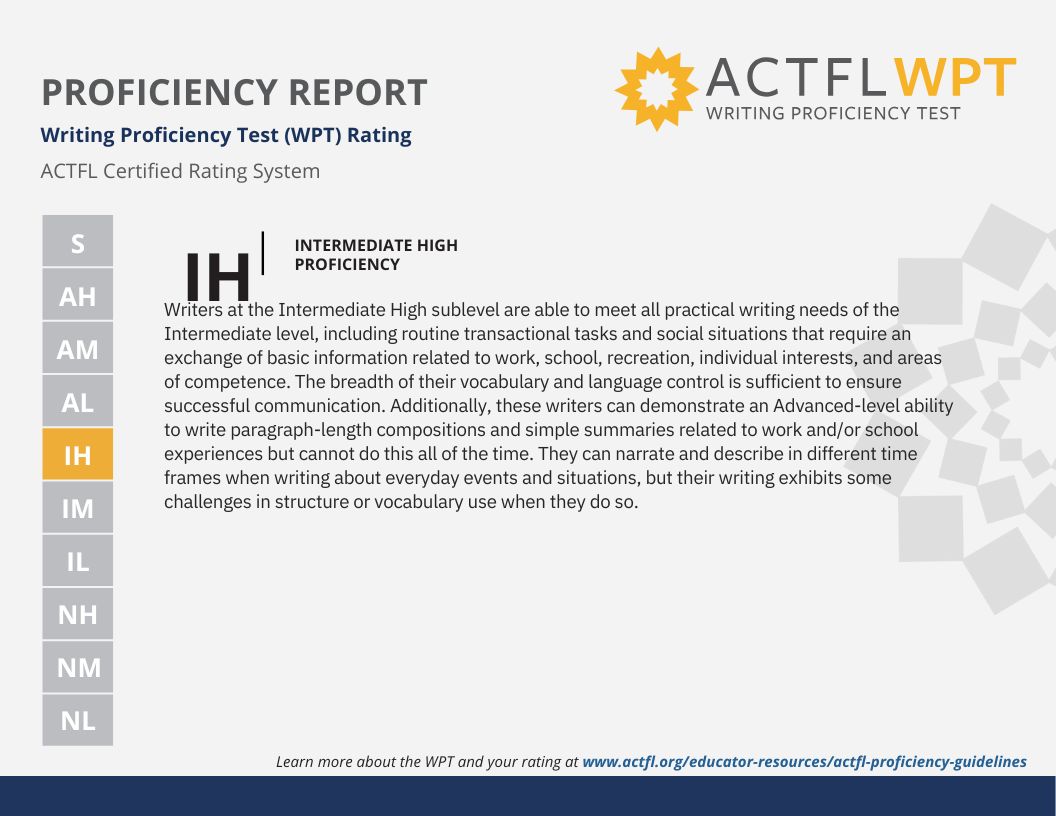 PROFICIENCY REPORT
Writing Proficiency Test (WPT) Rating
ACTFL Certified Rating System
ACTFLWPT
WRITING PROFICIENCY TEST
S
AH
AM
AL
IH
IM
IL
NH
NM
NL
IH
INTERMEDIATE HIGH
PROFICIENCY
Writers at the Intermediate High sublevel are able to meet all practical writing needs of the
Intermediate level, including routine transactional tasks and social situations that require an
exchange of basic information related to work, school, recreation, individual interests, and areas
of competence. The breadth of their vocabulary and language control is sufficient to ensure
successful communication. Additionally, these writers can demonstrate an Advanced-level ability
to write paragraph-length compositions and simple summaries related to work and/or school
experiences but cannot do this all of the time. They can narrate and describe in different time
frames when writing about everyday events and situations, but their writing exhibits some
challenges in structure or vocabulary use when they do so.
Learn more about the WPT and your rating at www.actfl.org/educator-resources/actfl-proficiency-guidelines